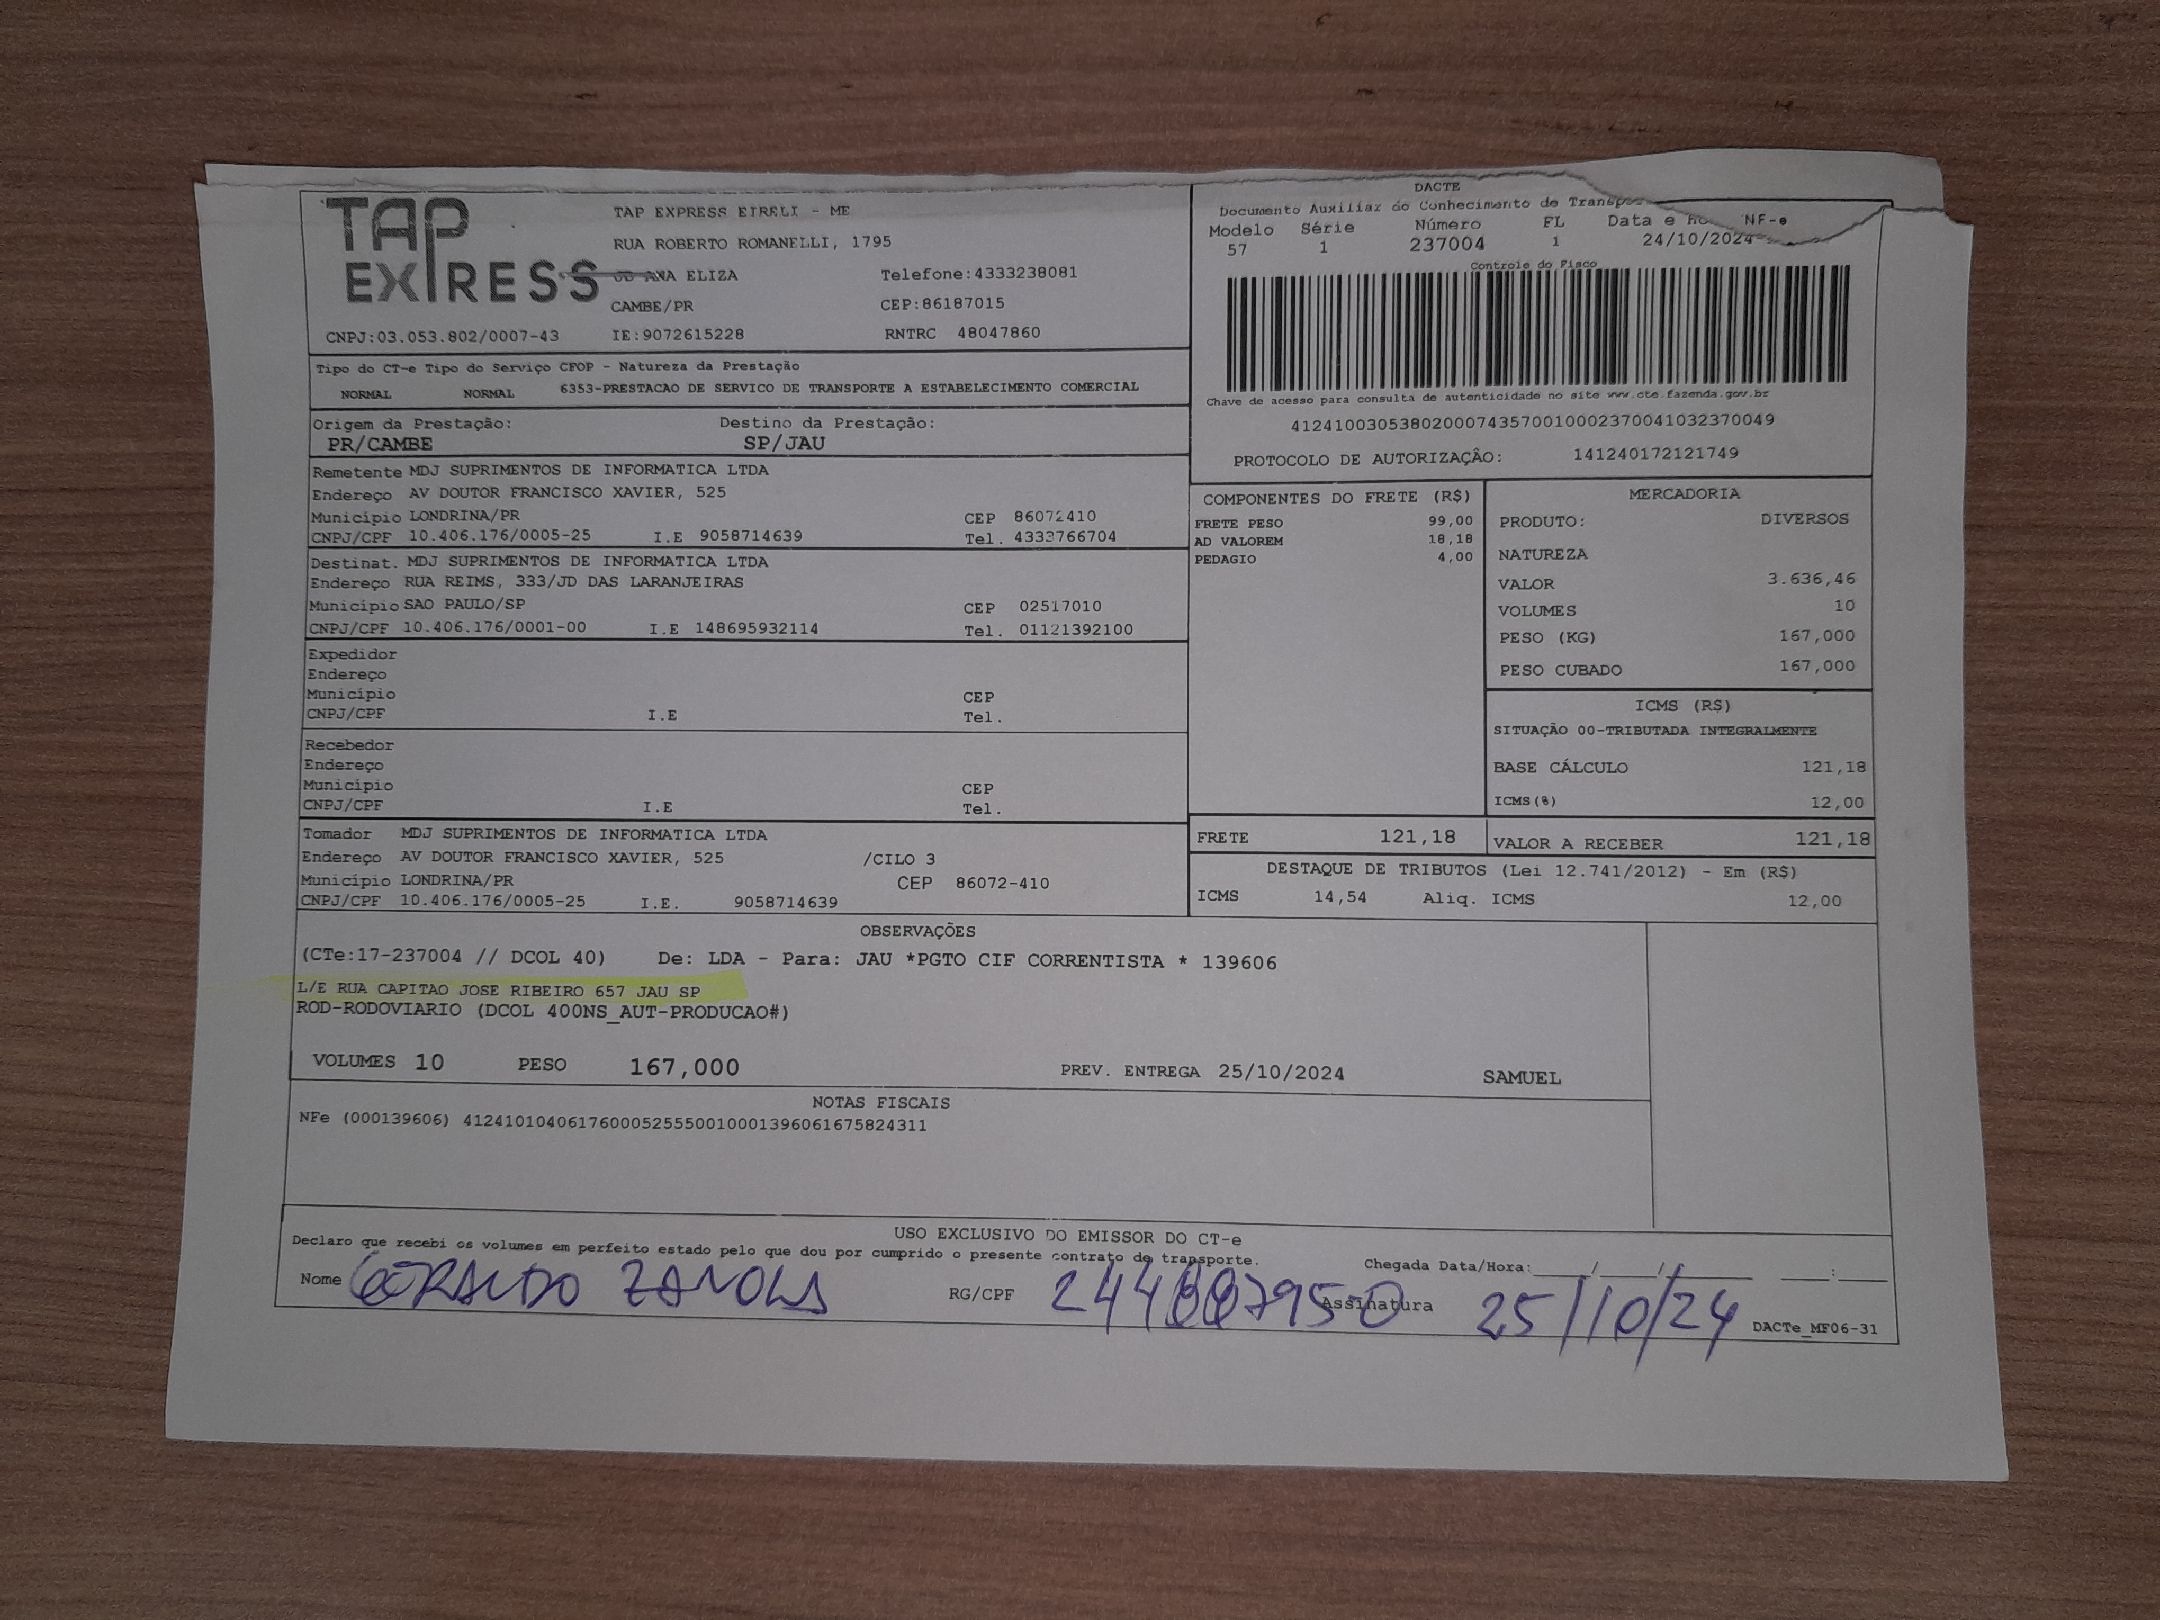 TAP EXPRESS
TAP EXPRESS EIRELI - ME
RUA ROBERTO ROMANELLI, 1795
JD ANA ELIZA Telefone:4333238081
CAMBE/PR CEP:86187015
CNPJ:03.053.802/0007-43 IE:9072615228 RNTRC 48047860
DACTE
Documento Auxiliar do Conhecimento de
Modelo Série Número FL Data e NF-e
57 1 237004 1 24/10/2024
Controle do Fisco
Chave de acesso para consulta de autenticidade no site www.cte.fazenda.gov.br
41241003053802000743570010002370041032370049
PROTOCOLO DE AUTORIZAÇÃO: 141240172121749
Tipo do CT-e Tipo do Serviço CFOP - Natureza da Prestação
NORMAL NORMAL 6353-PRESTACAO DE SERVICO DE TRANSPORTE A ESTABELECIMENTO COMERCIAL
Origem da Prestação: Destino da Prestação:
PR/CAMBE SP/JAU
Remetente MDJ SUPRIMENTOS DE INFORMATICA LTDA
Endereço AV DOUTOR FRANCISCO XAVIER, 525
Município LONDRINA/PR CEP 86072410
CNPJ/CPF 10.406.176/0005-25 I.E 9058714639 Tel. 4333766704
Destinat. MDJ SUPRIMENTOS DE INFORMATICA LTDA
Endereço RUA REIMS, 333/JD DAS LARANJEIRAS
Município SAO PAULO/SP CEP 02517010
CNPJ/CPF 10.406.176/0001-00 I.E 148695932114 Tel. 01121392100
Expedidor
Endereço
Município CEP
CNPJ/CPF I.E Tel.
Recebedor
Endereço
Município CEP
CNPJ/CPF I.E Tel.
Tomador MDJ SUPRIMENTOS DE INFORMATICA LTDA
Endereço AV DOUTOR FRANCISCO XAVIER, 525 /CILO 3
Município LONDRINA/PR CEP 86072-410
CNPJ/CPF 10.406.176/0005-25 I.E. 9058714639
COMPONENTES DO FRETE (R$)
FRETE PESO 99,00
AD VALOREM 18,18
PEDAGIO 4,00
MERCADORIA
PRODUTO: DIVERSOS
NATUREZA
VALOR 3.636,46
VOLUMES 10
PESO (KG) 167,000
PESO CUBADO 167,000
ICMS (R$)
SITUAÇÃO 00-TRIBUTADA INTEGRALMENTE
BASE CÁLCULO 121,18
ICMS(%) 12,00
FRETE 121,18 VALOR A RECEBER 121,18
DESTAQUE DE TRIBUTOS (Lei 12.741/2012) - Em (R$)
ICMS 14,54 Aliq. ICMS 12,00
OBSERVAÇÕES
(CTe:17-237004 // DCOL 40) De: LDA - Para: JAU *PGTO CIF CORRENTISTA * 139606
L/E RUA CAPITAO JOSE RIBEIRO 657 JAU SP
ROD-RODOVIARIO (DCOL 400NS_AUT-PRODUCAO#)
VOLUMES 10 PESO 167,000 PREV. ENTREGA 25/10/2024 SAMUEL
NOTAS FISCAIS
NFe (000139606) 41241010406176000525550010001396061675824311
USO EXCLUSIVO DO EMISSOR DO CT-e
Declaro que recebi os volumes em perfeito estado pelo que dou por cumprido o presente contrato de transporte. Chegada Data/Hora:___/___/______ ___:___
Nome GERALDO ZANOLA RG/CPF Assinatura 25/10/24 DACTe_MF06-31